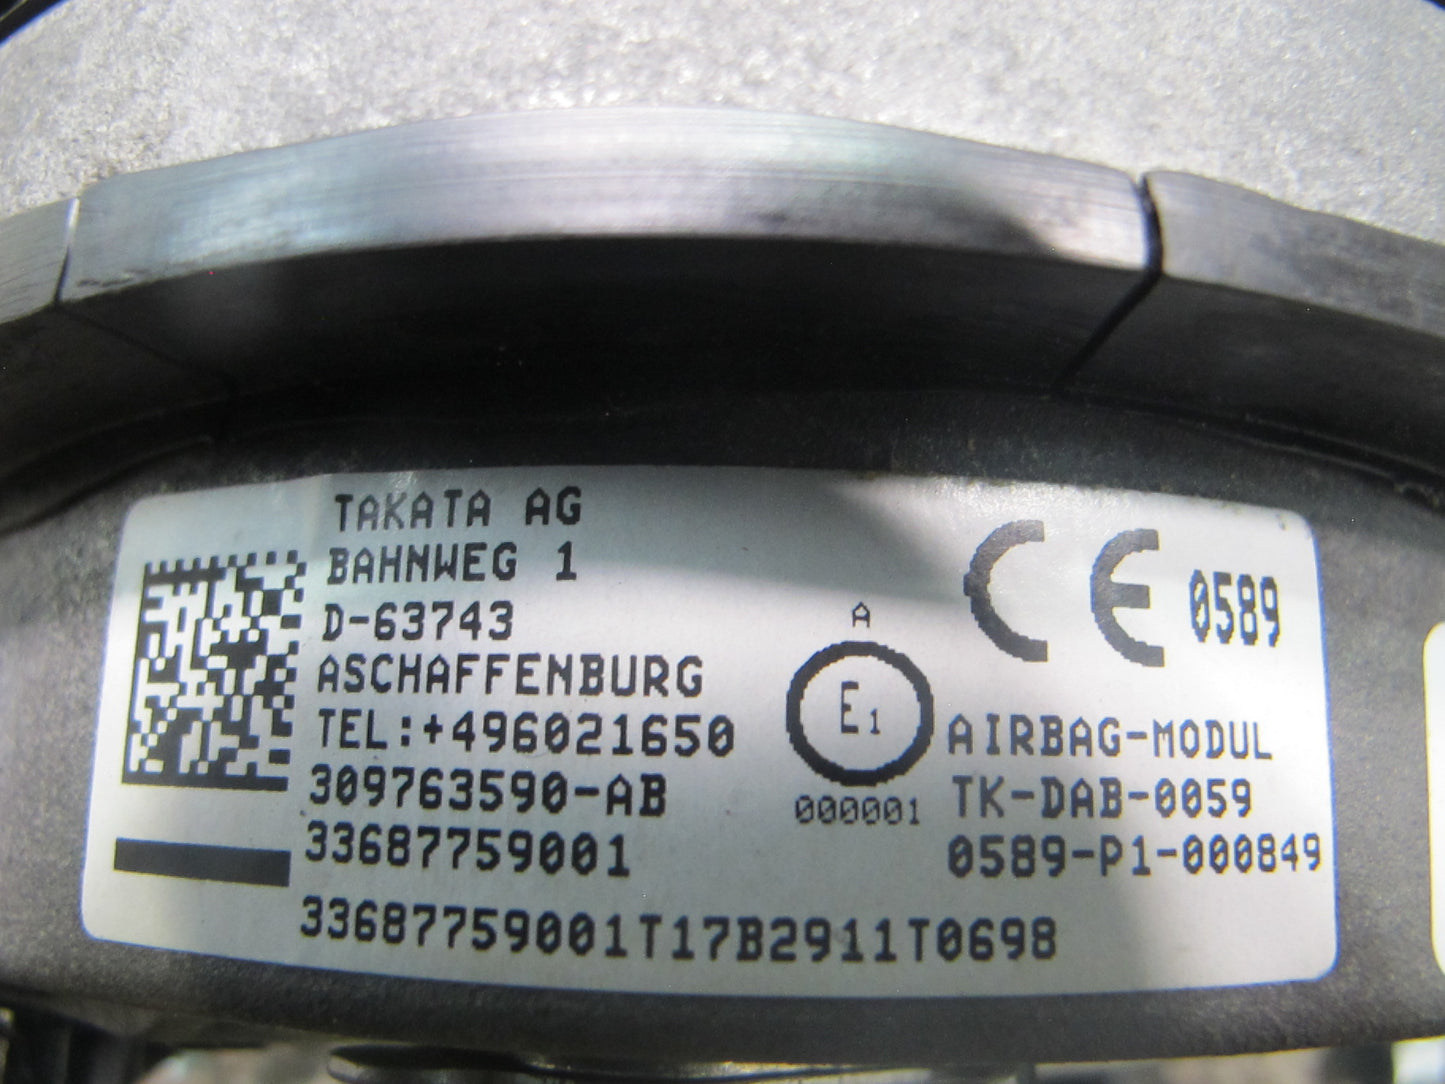 TAKATA AG
BAHNWEG 1
D-63743
ASCHAFFENBURG
TEL:+496021650
309763590-AB
33687759001
33687759001T17B2911T0698
A
E1
000001
CE 0589
AIRBAG-MODUL
TK-DAB-0059
0589-P1-000849